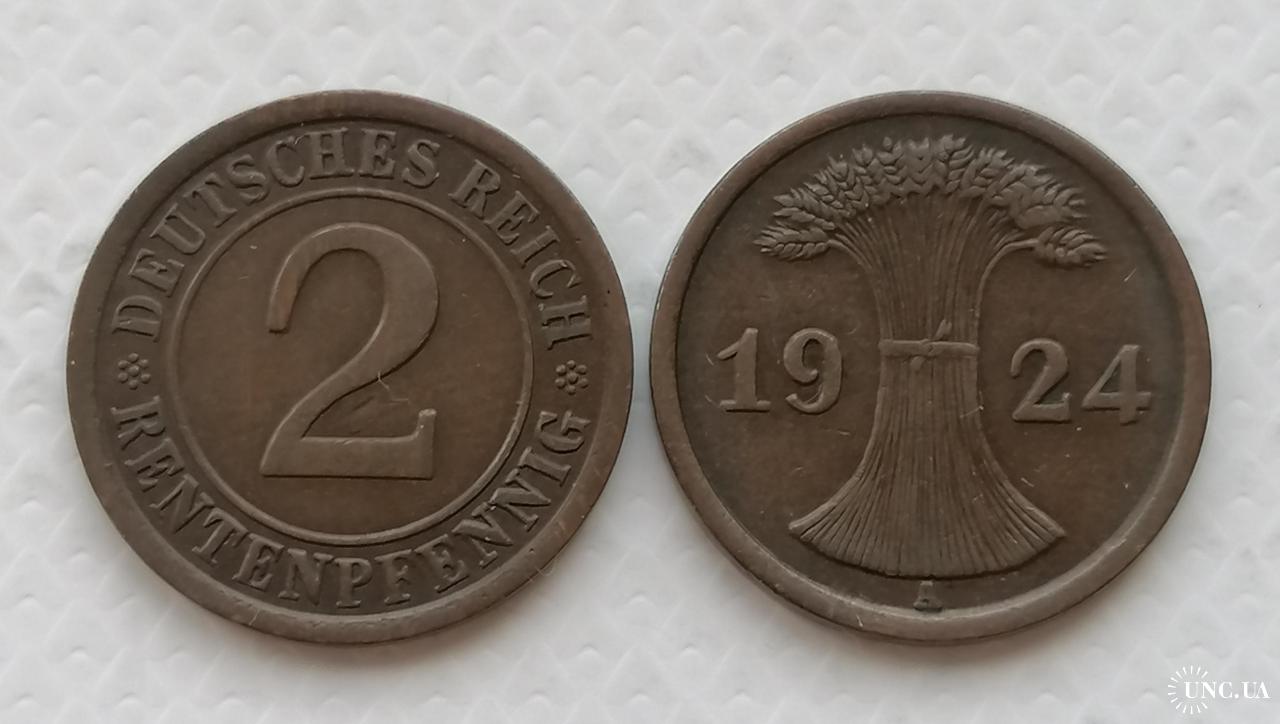 DEUTSCHES REICH
2
RENTENPFENNIG
19 24
A
UNC.UA